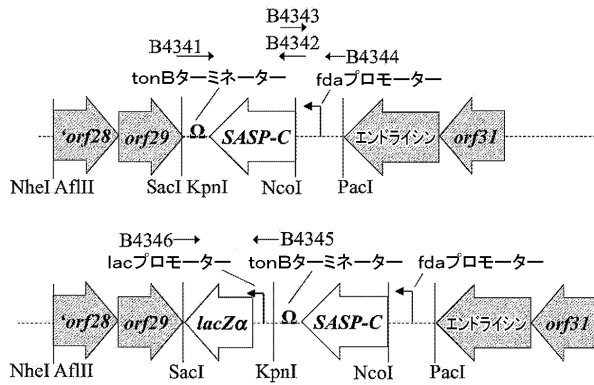 B4343
B4341 B4342 B4344
tonBターミネーター fdaプロモーター
'orf28 orf29 Ω SASP-C エンドライシン orf31
NheI AflII SacI KpnI NcoI PacI
B4346 B4345
lacプロモーター tonBターミネーター fdaプロモーター
'orf28 orf29 lacZα Ω SASP-C エンドライシン orf31
NheI AflII SacI KpnI NcoI PacI